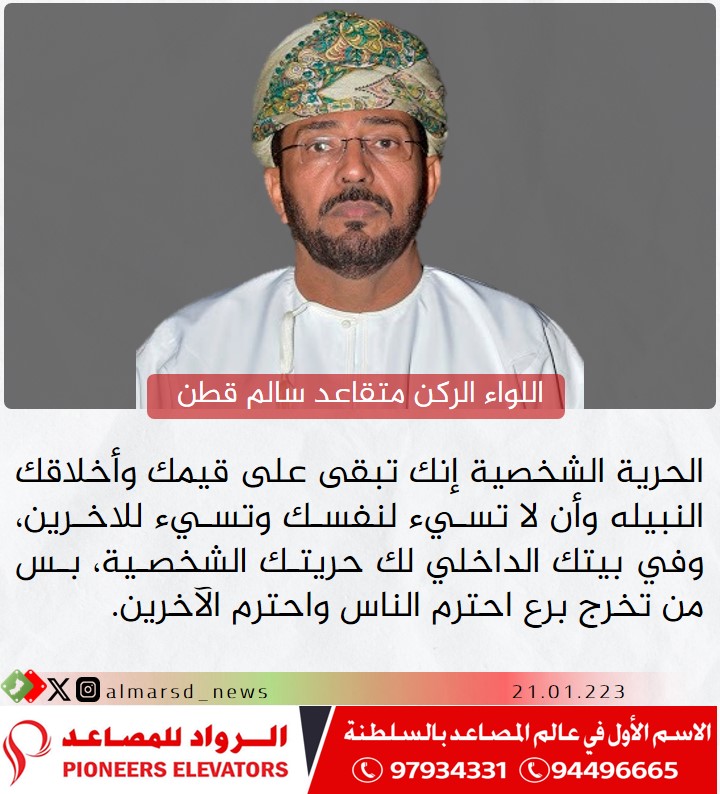 اللواء الركن متقاعد سالم قطن
الحرية الشخصية إنك تبقى على قيمك وأخلاقك
النبيله وأن لا تسيء لنفسك وتسيء للاخرين،
وفي بيتك الداخلي لك حريتك الشخصية، بس
من تخرج برع احترم الناس واحترم الآخرين.
almarsd_news
21.01.223
الرواد للمصاعد
PIONEERS ELEVATORS
الاسم الأول في عالم المصاعد بالسلطنة
97934331 94496665